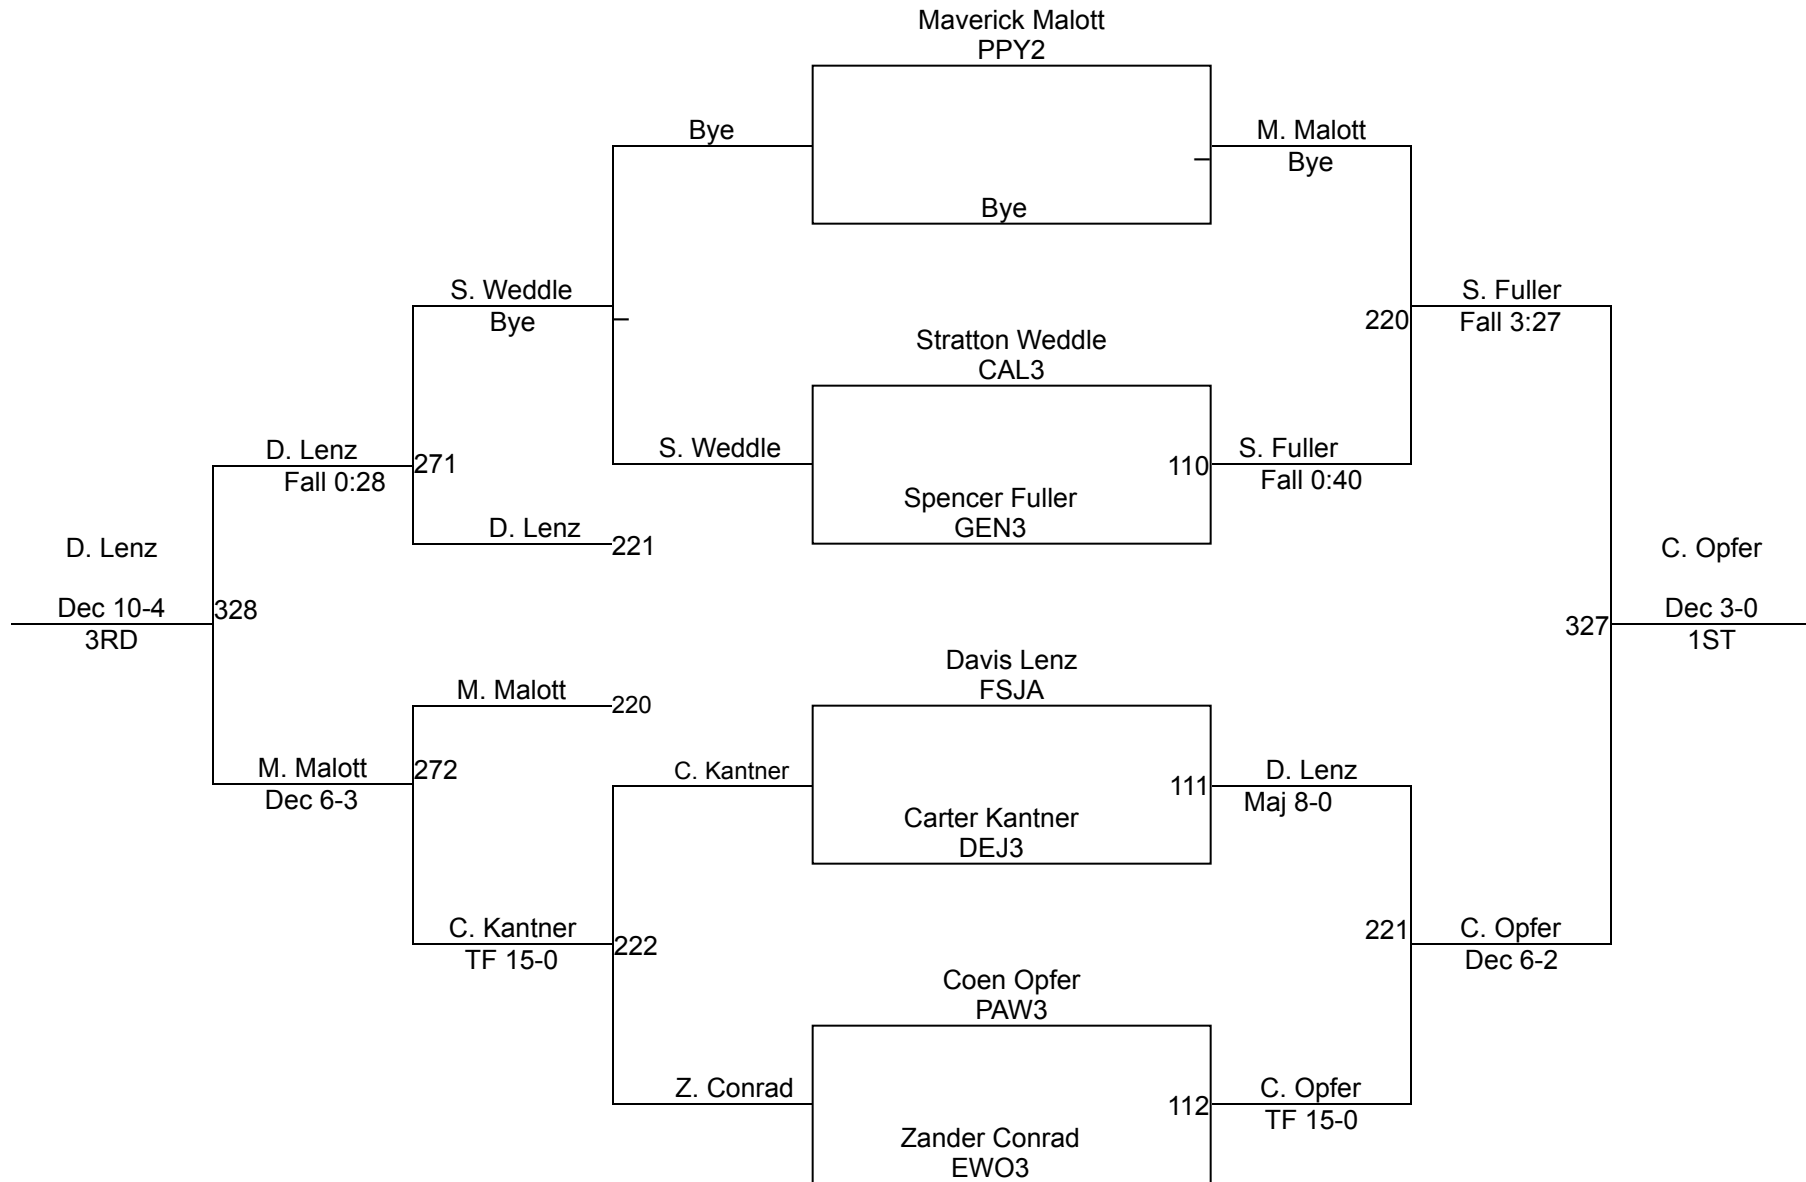 Maverick Malott
PPY2
Bye
M. Malott
Bye
Bye
S. Weddle
Bye
S. Fuller
Fall 3:27
220
Stratton Weddle
CAL3
D. Lenz
Fall 0:28
271
S. Weddle
110
S. Fuller
Fall 0:40
Spencer Fuller
GEN3
D. Lenz
221
D. Lenz
Dec 10-4
3RD
328
C. Opfer
Dec 3-0
1ST
327
Davis Lenz
FSJA
M. Malott
220
M. Malott
Dec 6-3
272
C. Kantner
111
D. Lenz
Maj 8-0
Carter Kantner
DEJ3
C. Kantner
TF 15-0
222
221
C. Opfer
Dec 6-2
Coen Opfer
PAW3
Z. Conrad
112
C. Opfer
TF 15-0
Zander Conrad
EWO3